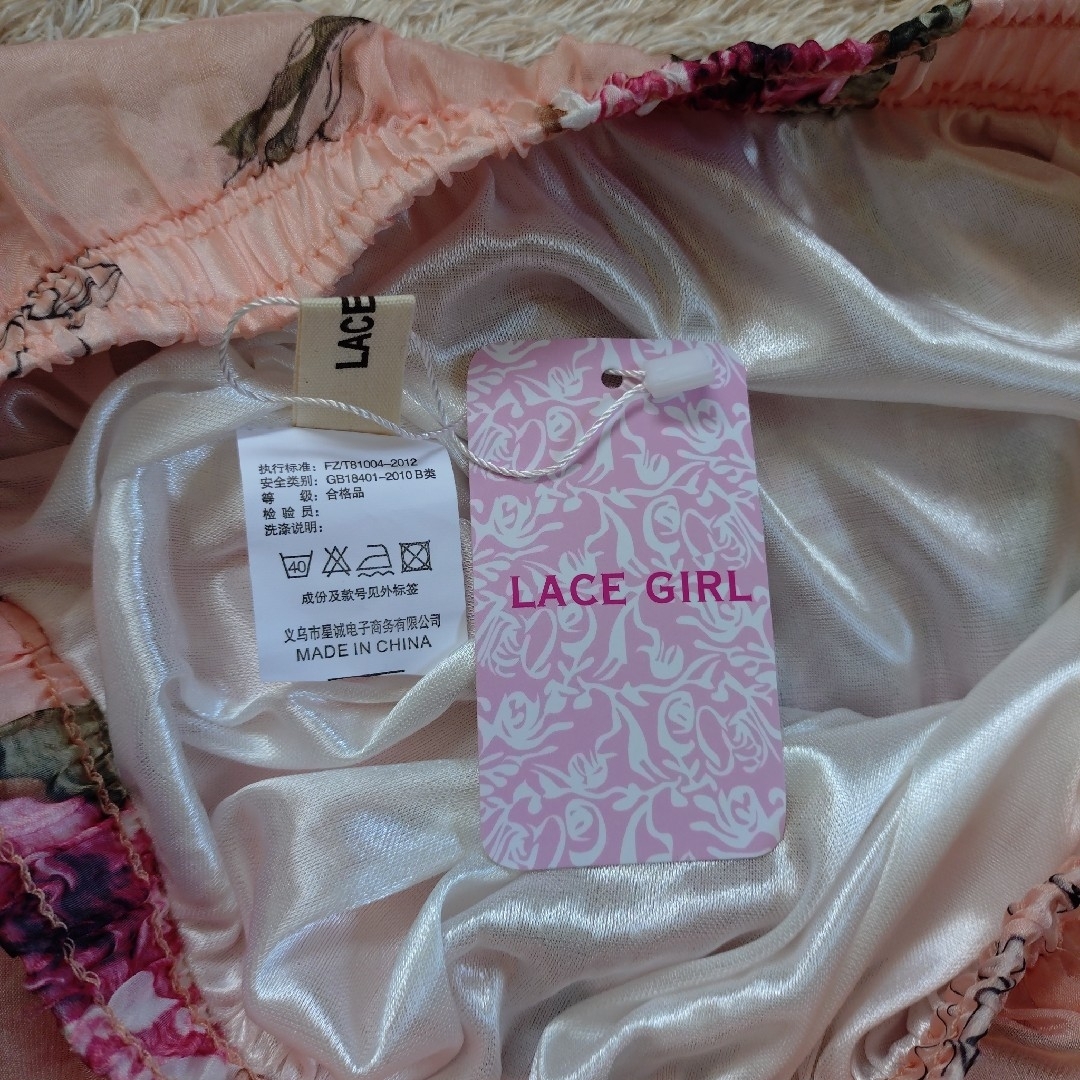 LACE
执行标准: FZ/T81004-2012
安全类别: GB18401-2010 B类
等 级: 合格品
检 验 员:
洗涤说明:
40
成份及款号见外标签
义乌市星诚电子商务有限公司
MADE IN CHINA
LACE GIRL